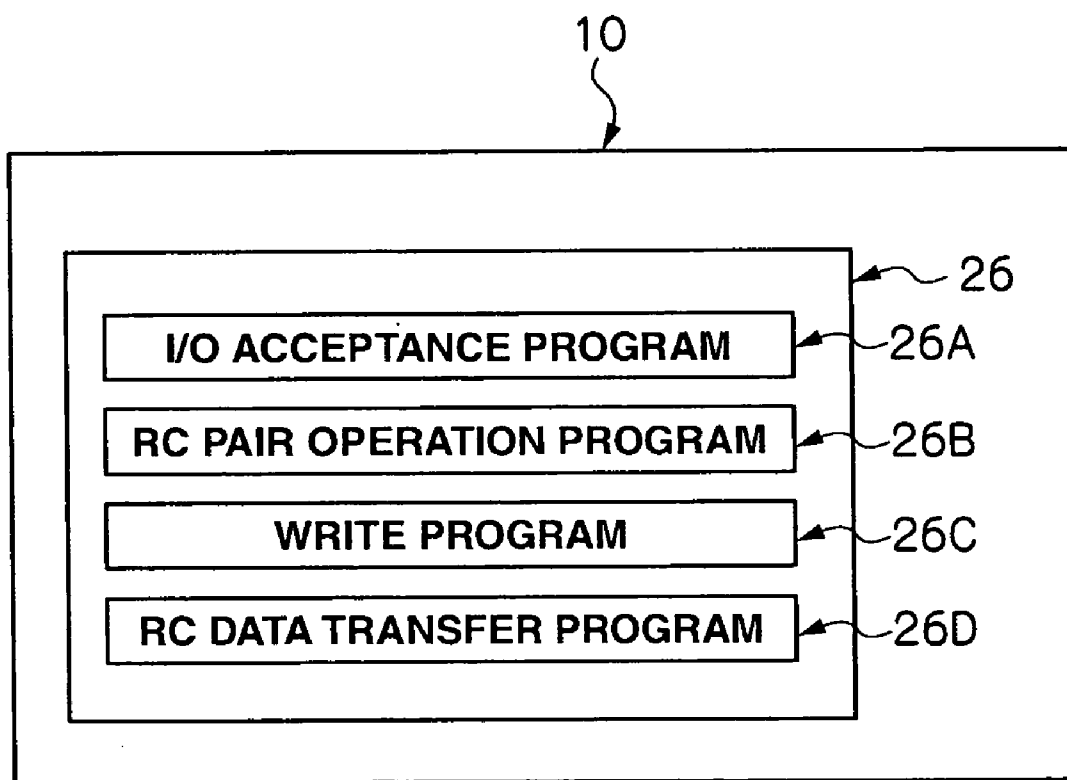 10
26
I/O ACCEPTANCE PROGRAM 26A
RC PAIR OPERATION PROGRAM 26B
WRITE PROGRAM 26C
RC DATA TRANSFER PROGRAM 26D